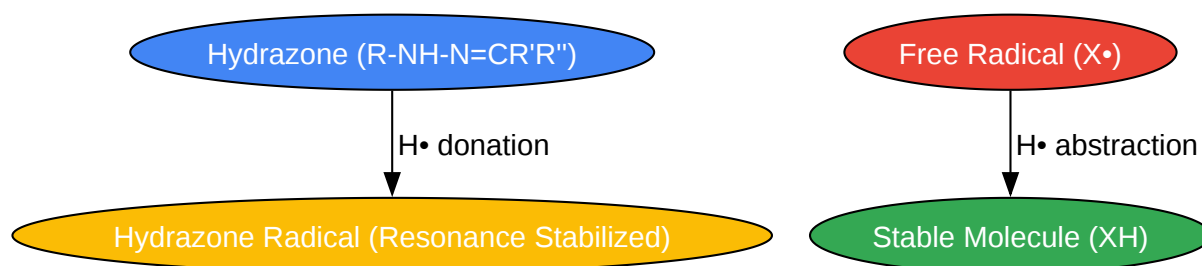 Hydrazone (R-NH-N=CR'R")
Free Radical (X•)
H• donation
H• abstraction
Hydrazone Radical (Resonance Stabilized)
Stable Molecule (XH)